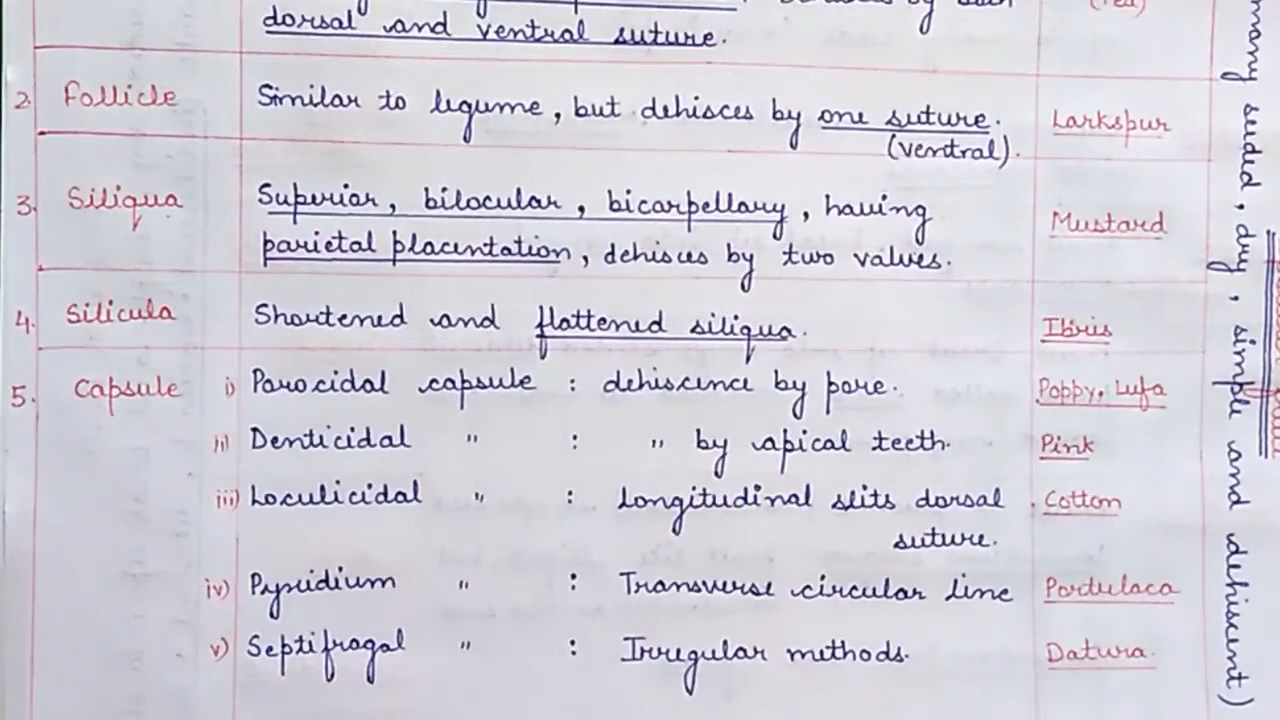 dorsal and ventral suture.
2. Follicle Similar to legume, but dehisces by one suture. Larkspur
(ventral).
3. Siliqua Superior, bilocular, bicarpellary, having Mustard
parietal placentation, dehisces by two values.
4. Silicula Shortened and flattened siliqua. Ibris
5. Capsule i) Porocidal capsule : dehiscence by pore. Poppy, Lufa
ii) Denticidal " : " by apical teeth. Pink
iii) Loculicidal " : Longitudinal slits dorsal Cotton
suture.
iv) Pyxidium " : Transverse circular line Portulaca
v) Septifragal " : Irregular methods. Datura.
many seeded, dry, simple and dehiscent)